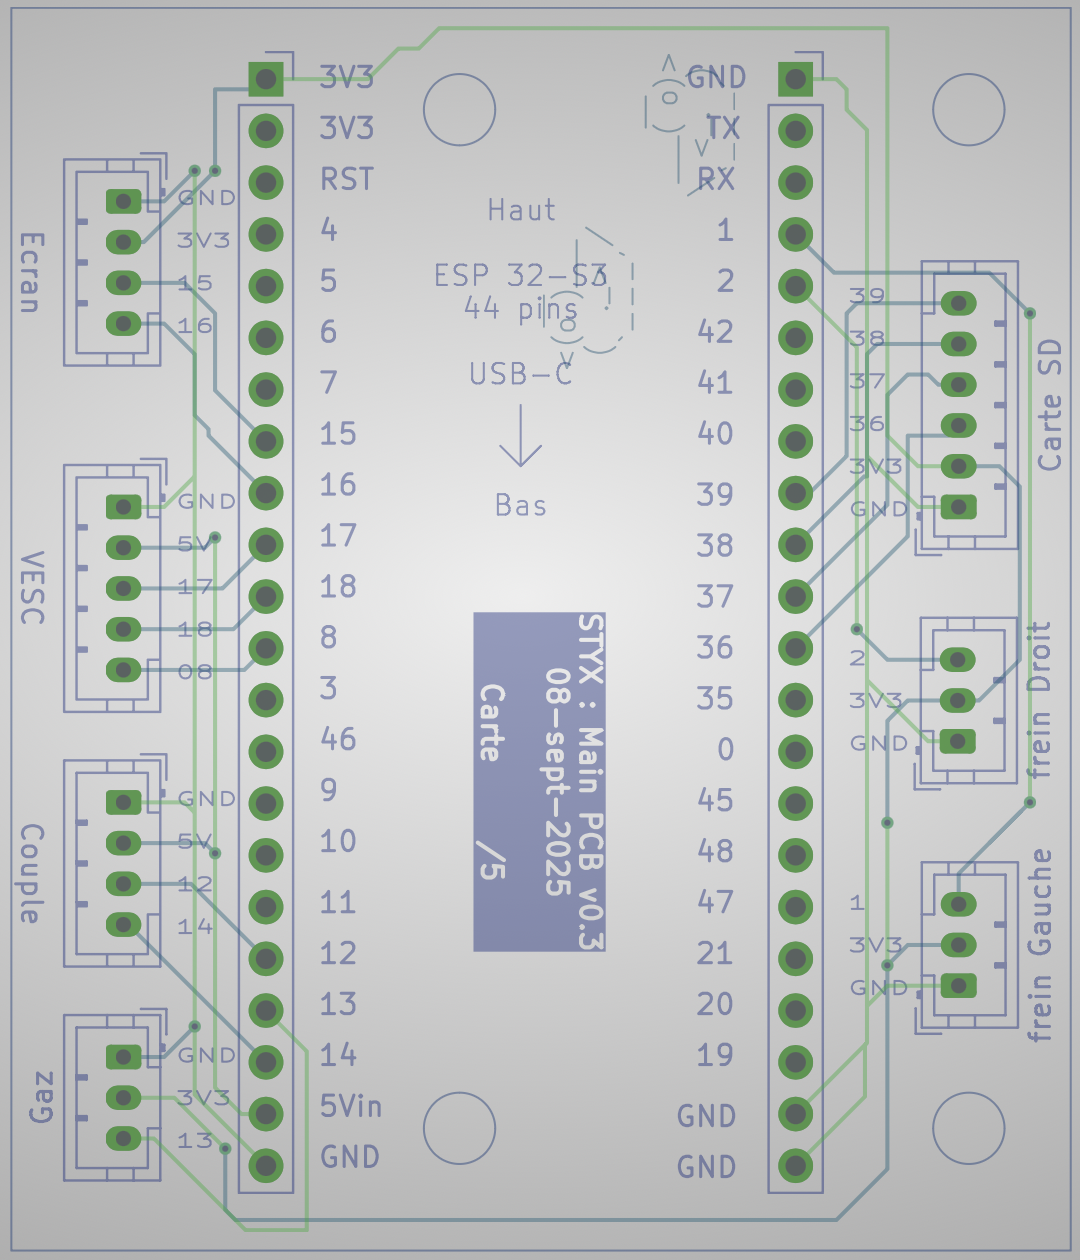 3V3
3V3
RST
4
5
6
7
15
16
17
18
8
3
46
9
10
11
12
13
14
5Vin
GND
GND
TX
RX
1
2
42
41
40
39
38
37
36
35
0
45
48
47
21
20
19
GND
GND
Ecran
GND
3V3
15
16
VESC
GND
5V
17
18
08
Couple
GND
5V
12
14
Gaz
GND
3V3
13
Haut
ESP 32-S3
44 pins
USB-C
Bas
STYX : Main PCB v0.3
08-sept-2025
Carte /5
Carte SD
39
38
37
36
3V3
GND
frein Droit
2
3V3
GND
frein Gauche
1
3V3
GND